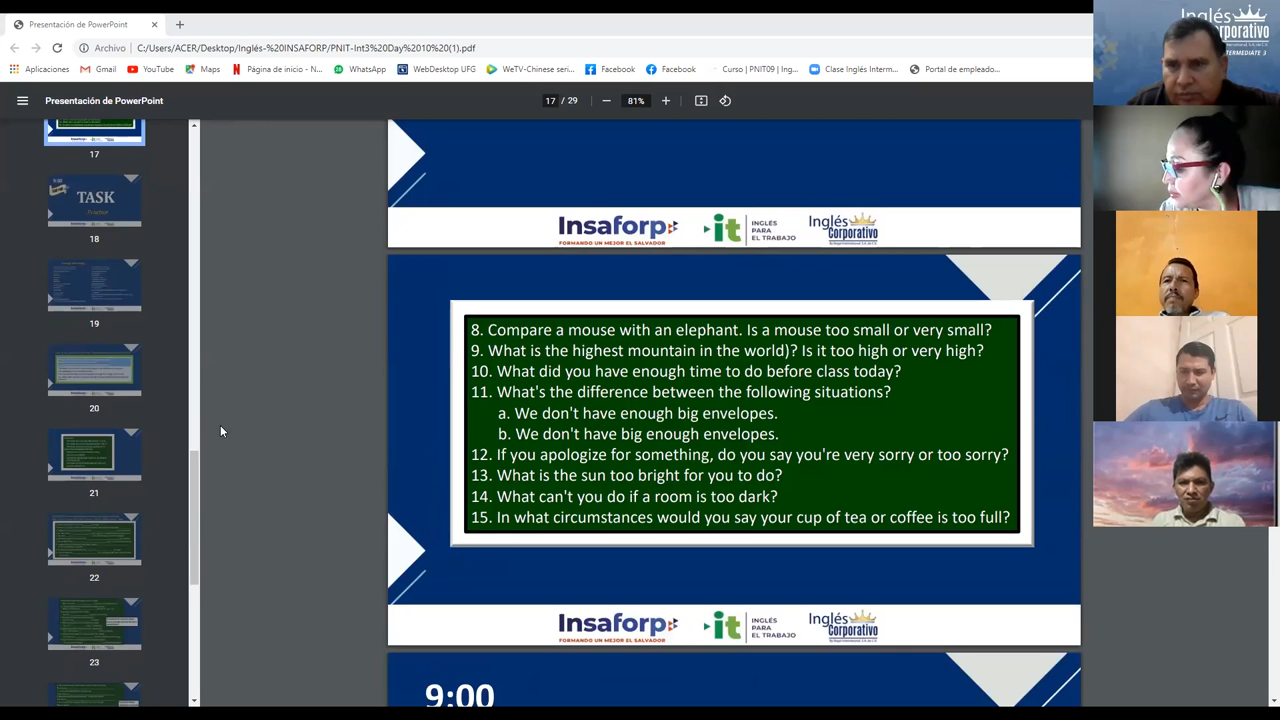 Presentación de PowerPoint
Archivo C:/Users/ACER/Desktop/Inglés-%20INSAFORP/PNIT-Int3%20Day%2010%20(1).pdf
Aplicaciones Gmail YouTube Maps Página de inicio - N... WhatsApp WebDesktop UFG WeTV-Chinese seri... Facebook Facebook Curso | PNIT09 | Ing... Clase Inglés Interm... Portal de empleado...
Presentación de PowerPoint 17 / 29 81%
17
9:00
TASK
Practice
18
19
20
21
22
23
Insaforp
FORMANDO UN MEJOR EL SALVADOR
it INGLÉS PARA EL TRABAJO
Inglés Corporativo
8. Compare a mouse with an elephant. Is a mouse too small or very small?
9. What is the highest mountain in the world)? Is it too high or very high?
10. What did you have enough time to do before class today?
11. What's the difference between the following situations?
a. We don't have enough big envelopes.
b. We don't have big enough envelopes.
12. If you apologize for something, do you say you're very sorry or too sorry?
13. What is the sun too bright for you to do?
14. What can't you do if a room is too dark?
15. In what circumstances would you say your cup of tea or coffee is too full?
Insaforp
FORMANDO UN MEJOR EL SALVADOR
it INGLÉS PARA EL TRABAJO
Inglés Corporativo
9:00
Inglés
Corporativo
INTERMEDIATE 3